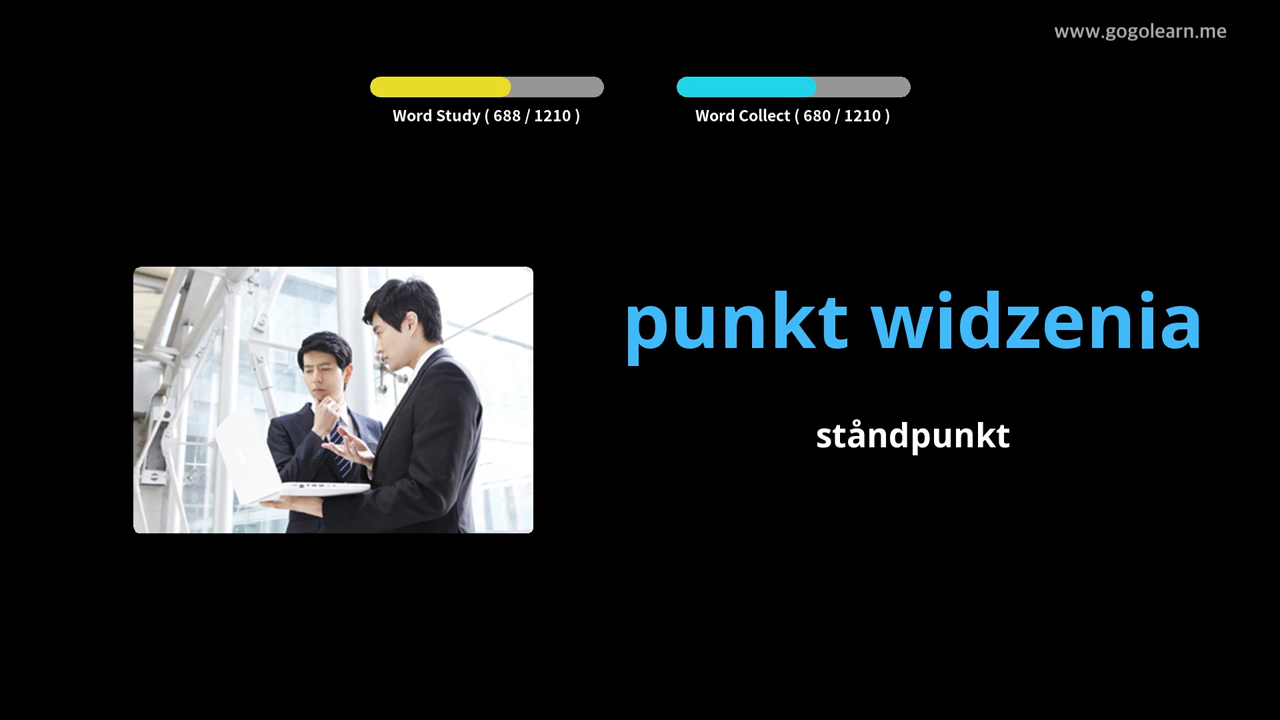 www.gogolearn.me
Word Study ( 688 / 1210 )
Word Collect ( 680 / 1210 )
punkt widzenia
ståndpunkt